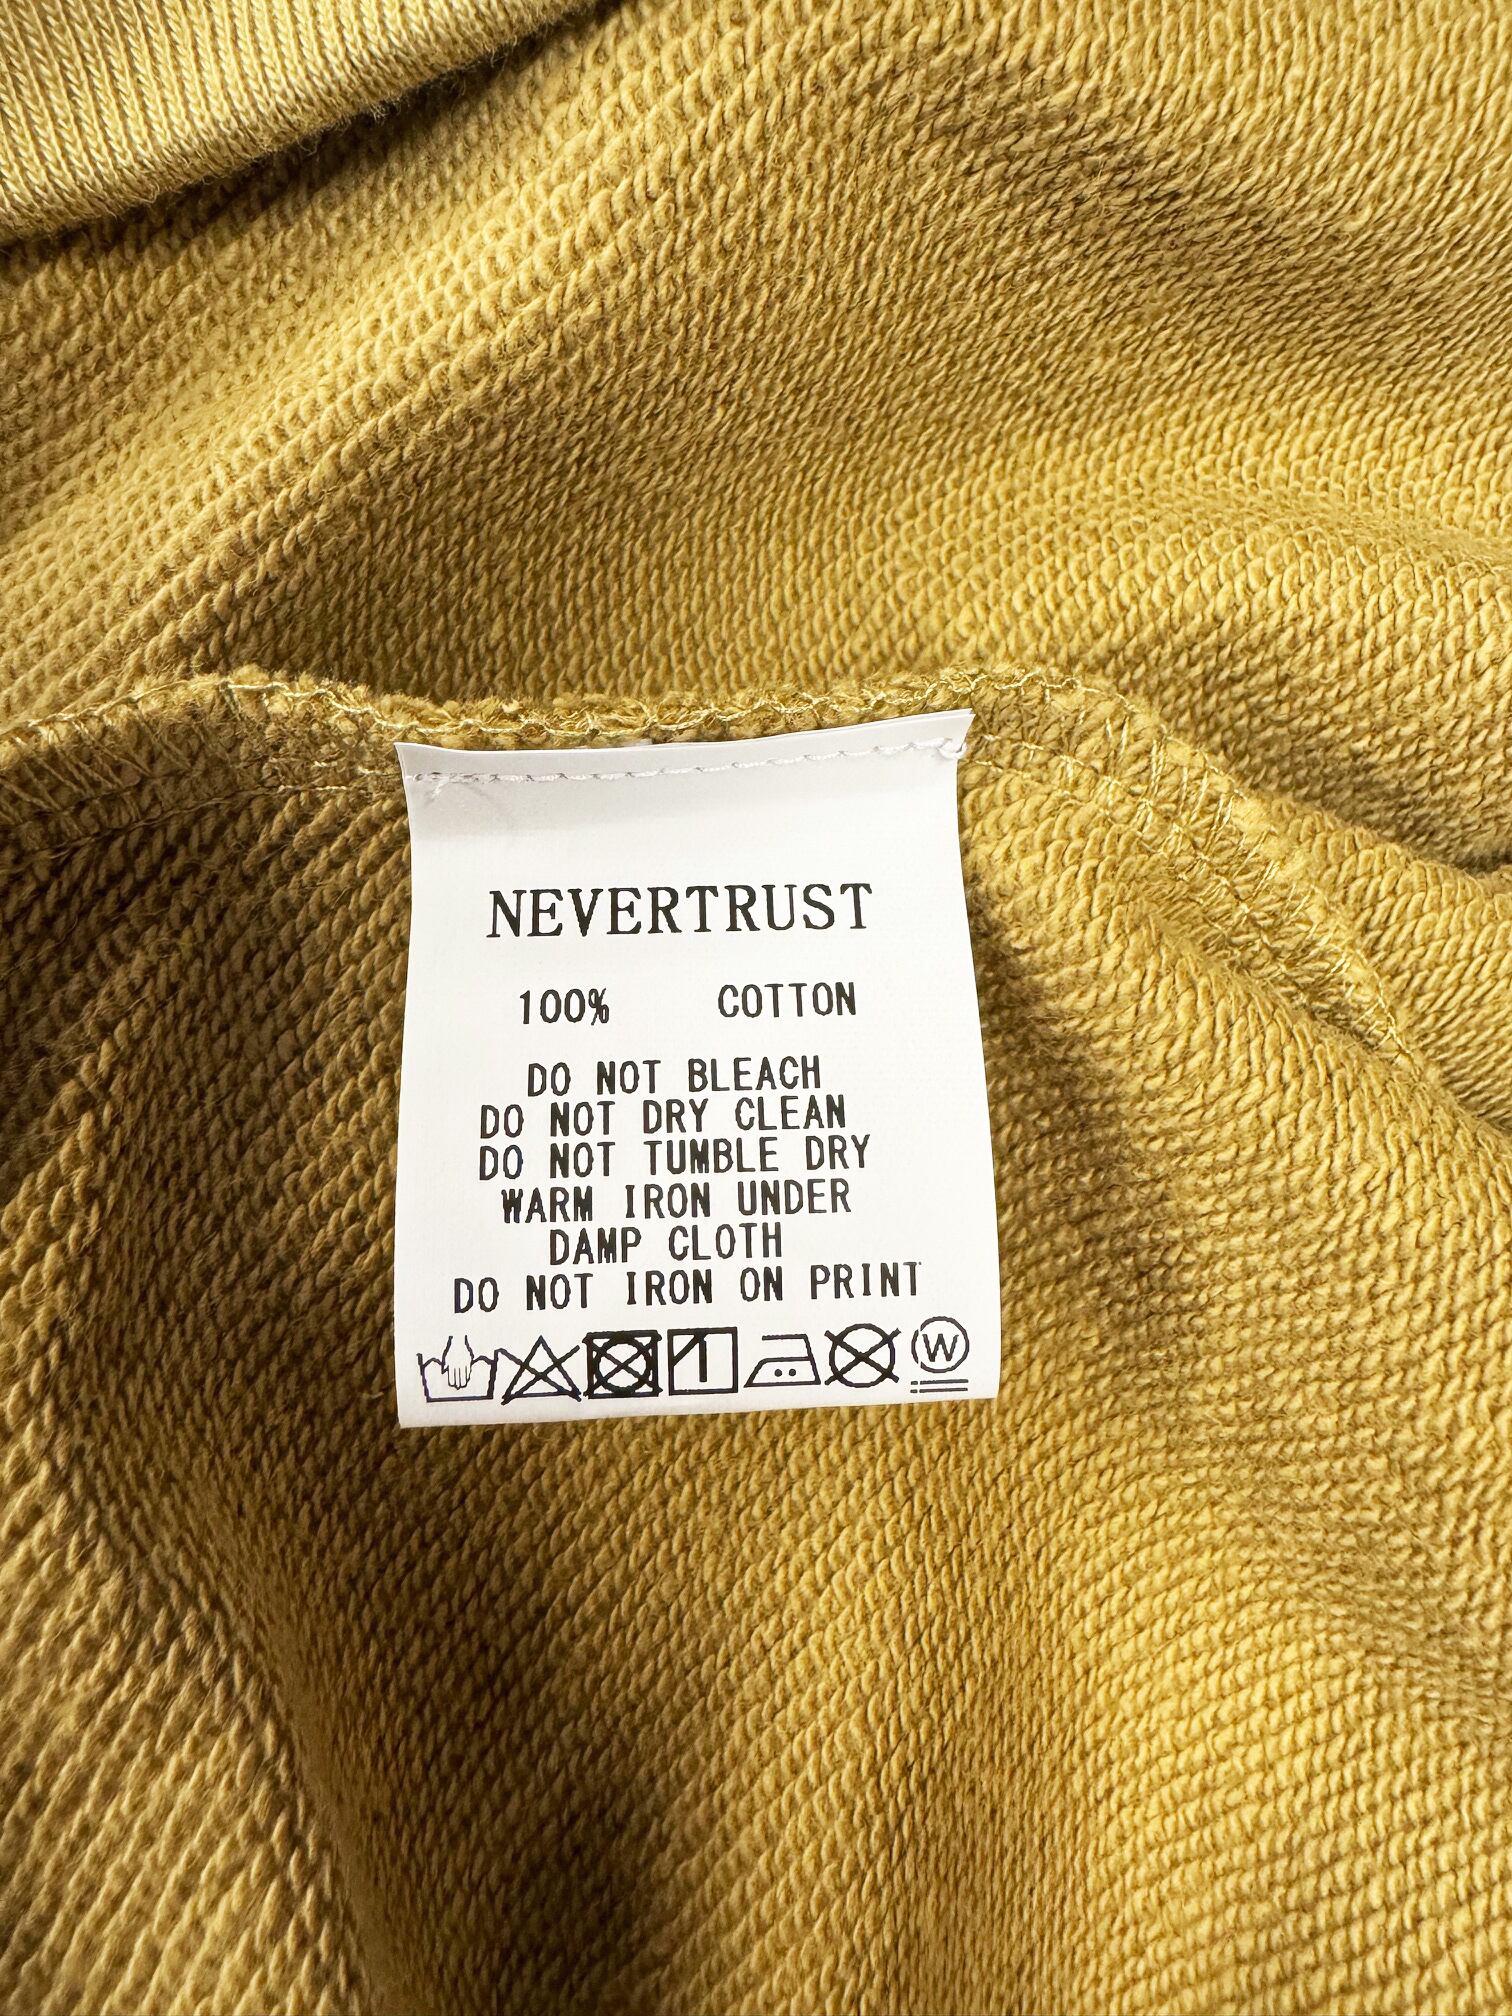 NEVERTRUST
100% COTTON
DO NOT BLEACH
DO NOT DRY CLEAN
DO NOT TUMBLE DRY
WARM IRON UNDER
DAMP CLOTH
DO NOT IRON ON PRINT
W